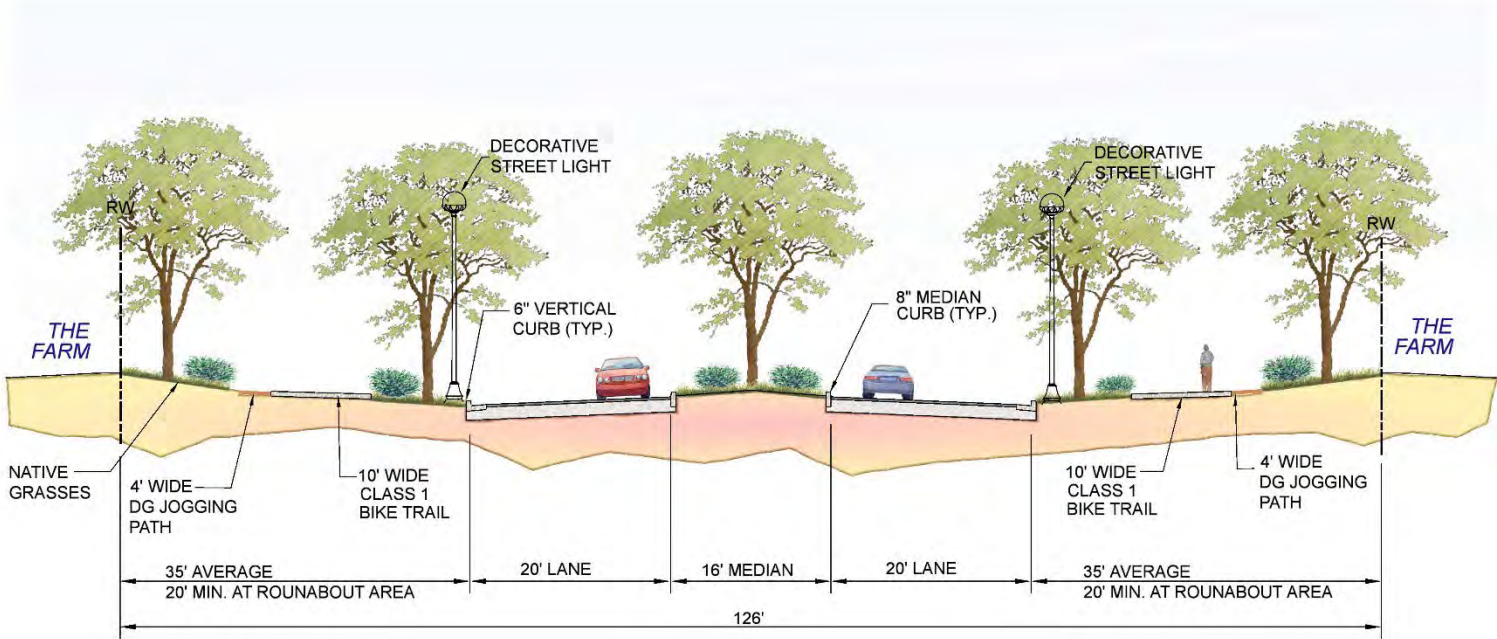 DECORATIVE
STREET LIGHT
DECORATIVE
STREET LIGHT
RW
RW
6" VERTICAL
CURB (TYP.)
8" MEDIAN
CURB (TYP.)
THE
FARM
THE
FARM
NATIVE
GRASSES
4' WIDE
DG JOGGING
PATH
10' WIDE
CLASS 1
BIKE TRAIL
10' WIDE
CLASS 1
BIKE TRAIL
4' WIDE
DG JOGGING
PATH
35' AVERAGE
20' MIN. AT ROUNABOUT AREA
20' LANE
16' MEDIAN
20' LANE
35' AVERAGE
20' MIN. AT ROUNABOUT AREA
126'